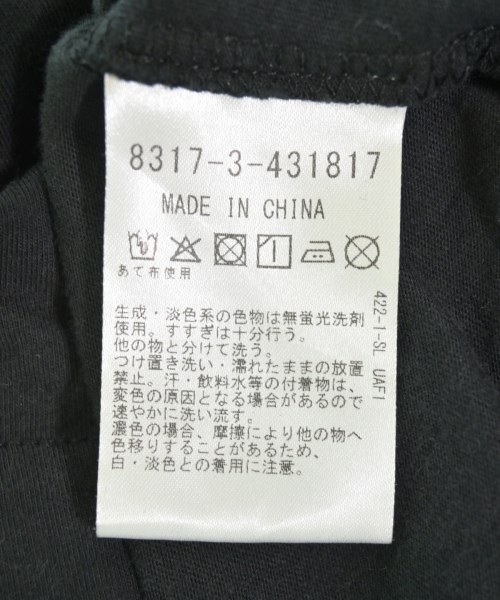 8317-3-431817
MADE IN CHINA
あて布使用
生成・淡色系の色物は無蛍光洗剤
使用。すすぎは十分行う。
他の物と分けて洗う。
つけ置き洗い・濡れたままの放置
禁止。汗・飲料水等の付着物は、
変色の原因となる場合があるので
速やかに洗い流す。
濃色の場合、摩擦により他の物へ
色移りすることがあるため、
白・淡色との着用に注意。
422-1-SL UAF1